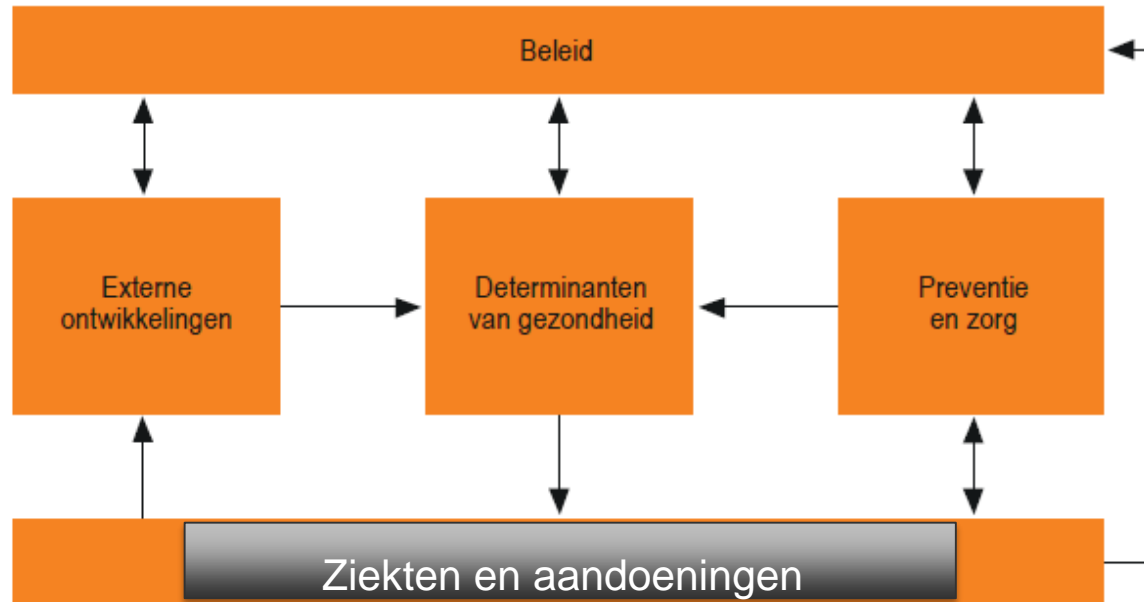 Beleid
Externe
ontwikkelingen
Determinanten
van gezondheid
Preventie
en zorg
Ziekten en aandoeningen